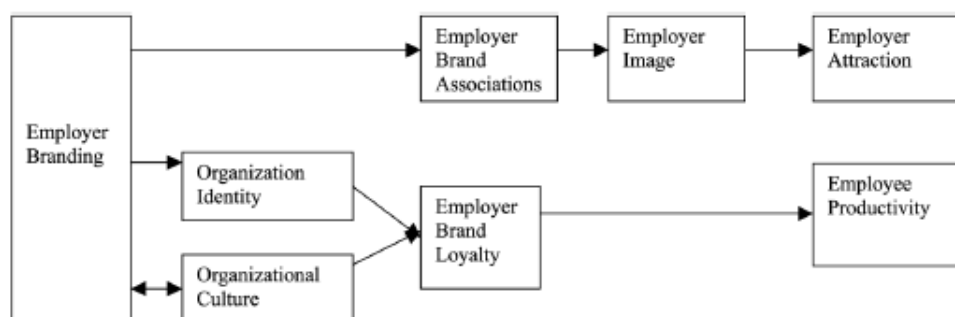 Employer
Branding
Employer
Brand
Associations
Employer
Image
Employer
Attraction
Organization
Identity
Organizational
Culture
Employer
Brand
Loyalty
Employee
Productivity